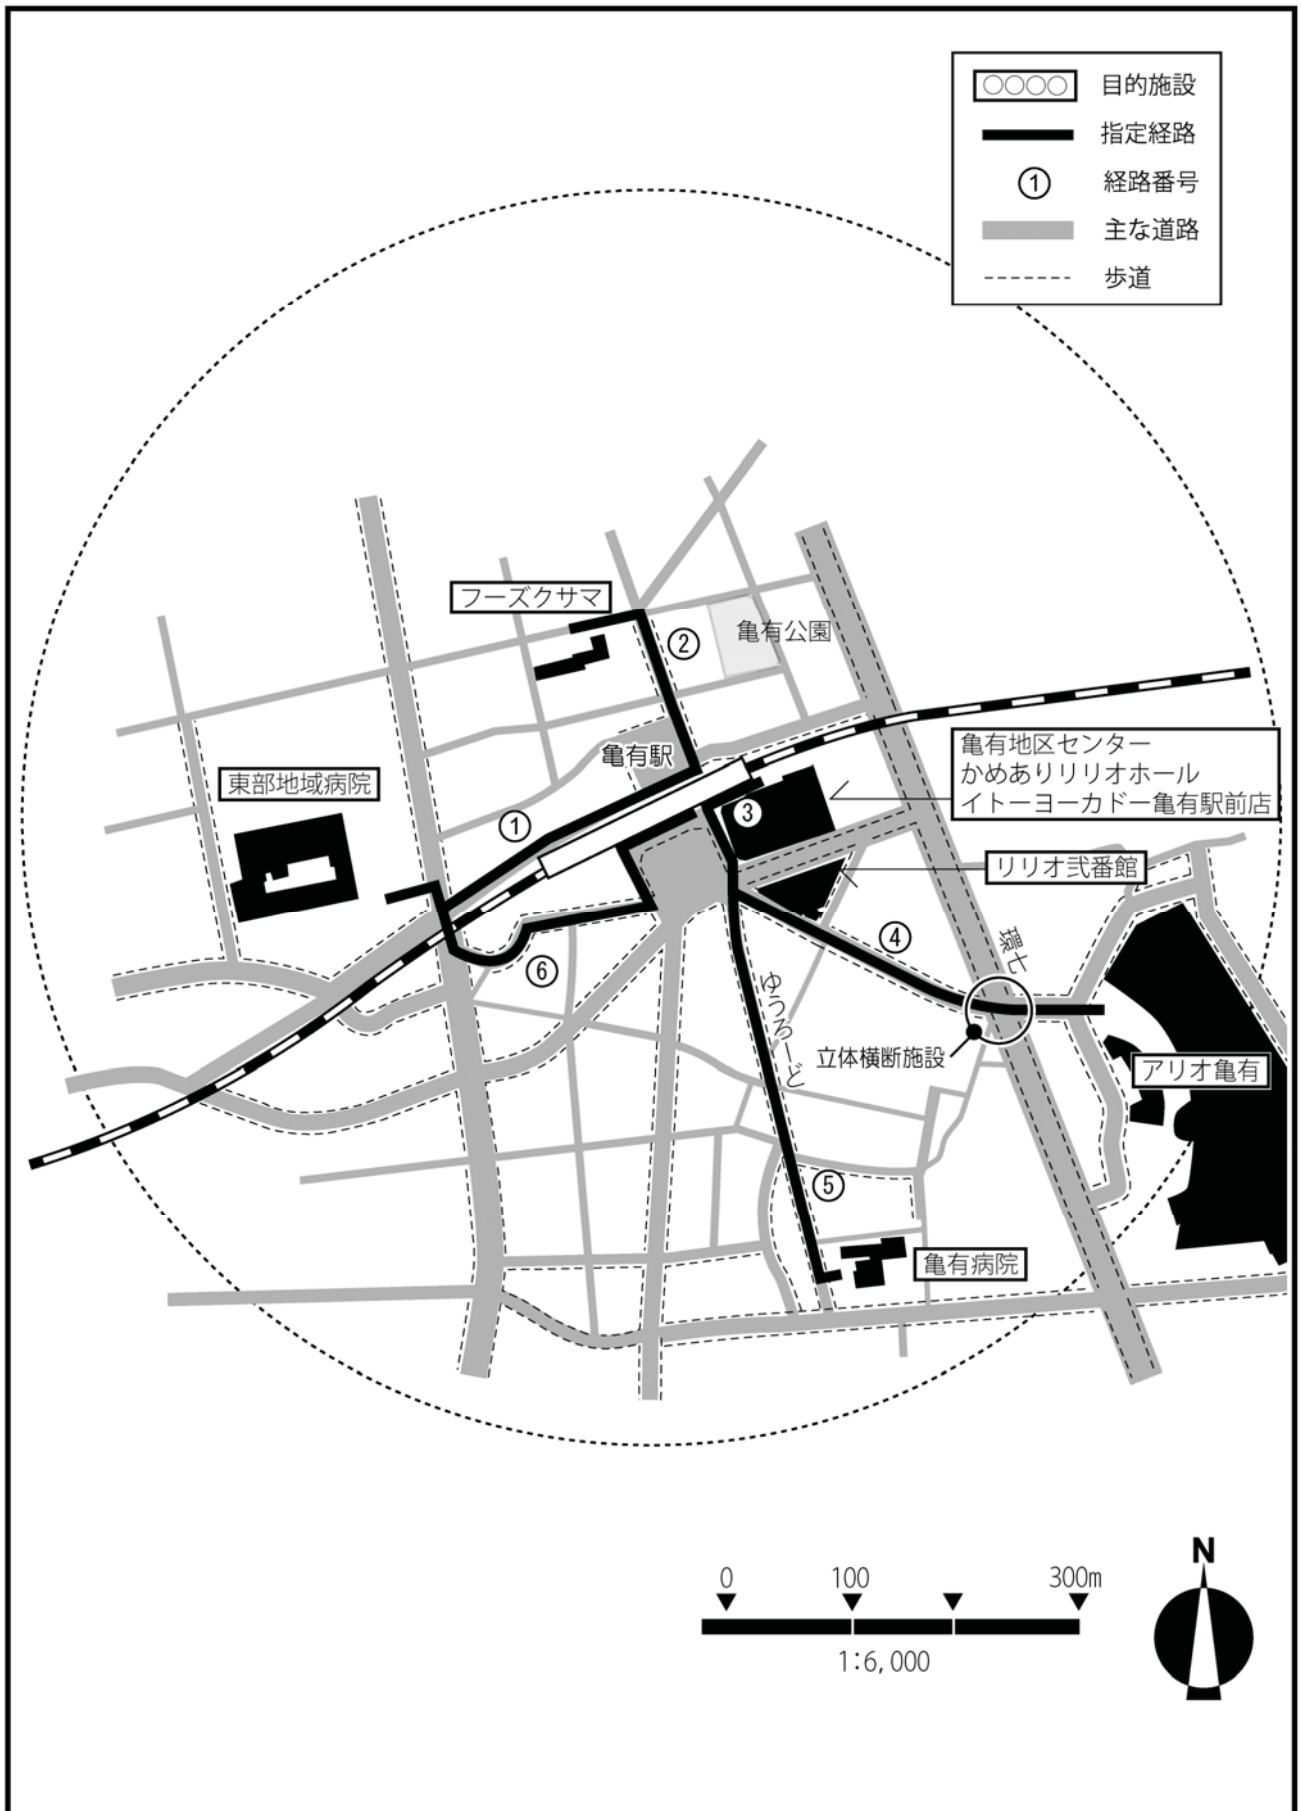 ○○○○ 目的施設
指定経路
① 経路番号
主な道路
歩道
フーズクサマ
②
亀有公園
亀有駅
亀有地区センター
かめありリリオホール
イトーヨーカドー亀有駅前店
東部地域病院
①
③
リリオ弐番館
④
環七
⑥
ゆうろーど
立体横断施設
アリオ亀有
⑤
亀有病院
N
0 100 300m
1:6,000